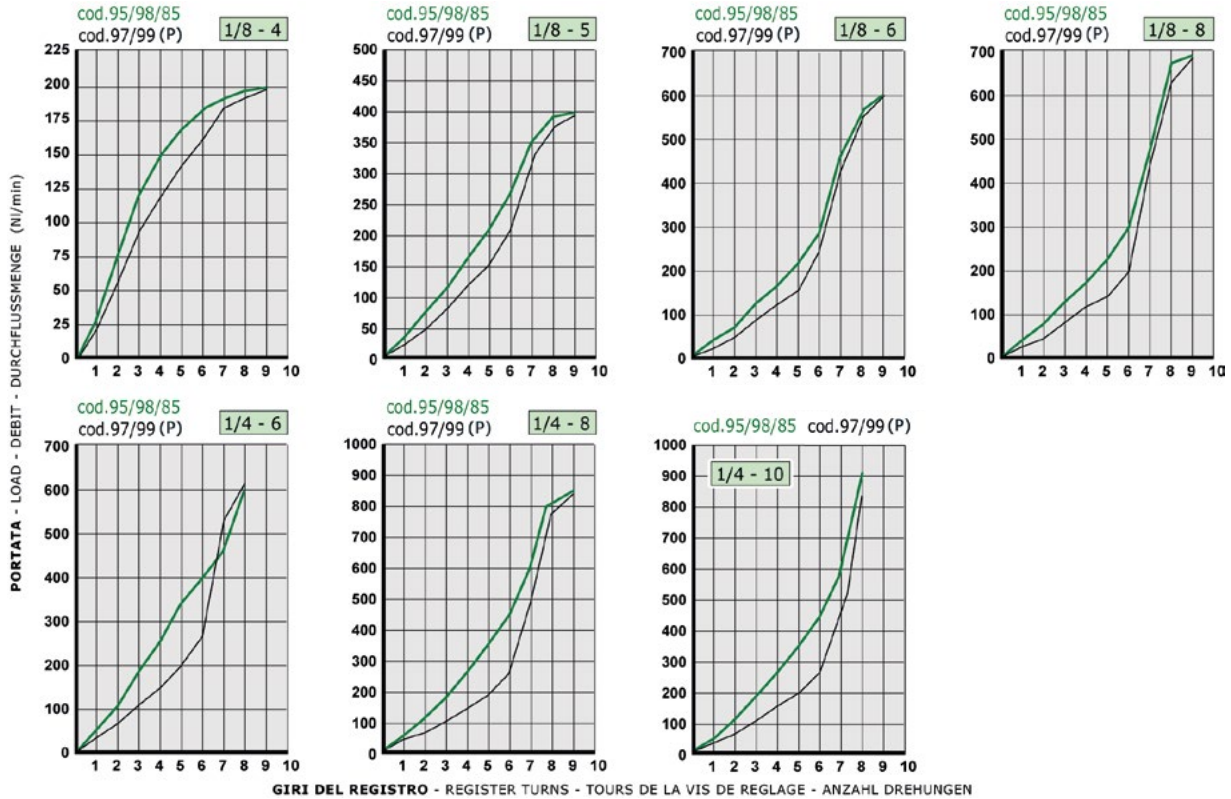 cod.95/98/85
cod.97/99 (P)
1/8 - 4
225
200
175
150
125
100
75
50
25
0
1 2 3 4 5 6 7 8 9 10
cod.95/98/85
cod.97/99 (P)
1/8 - 5
500
450
400
350
300
250
200
150
100
50
0
1 2 3 4 5 6 7 8 9 10
cod.95/98/85
cod.97/99 (P)
1/8 - 6
700
600
500
400
300
200
100
0
1 2 3 4 5 6 7 8 9 10
cod.95/98/85
cod.97/99 (P)
1/8 - 8
700
600
500
400
300
200
100
0
1 2 3 4 5 6 7 8 9 10
PORTATA - LOAD - DEBIT - DURCHFLUSSMENGE (Nl/min)
cod.95/98/85
cod.97/99 (P)
1/4 - 6
700
600
500
400
300
200
100
0
1 2 3 4 5 6 7 8 9 10
cod.95/98/85
cod.97/99 (P)
1/4 - 8
1000
900
800
700
600
500
400
300
200
100
0
1 2 3 4 5 6 7 8 9 10
cod.95/98/85 cod.97/99 (P)
1/4 - 10
1000
900
800
700
600
500
400
300
200
100
0
1 2 3 4 5 6 7 8 9 10
GIRI DEL REGISTRO - REGISTER TURNS - TOURS DE LA VIS DE REGLAGE - ANZAHL DREHUNGEN